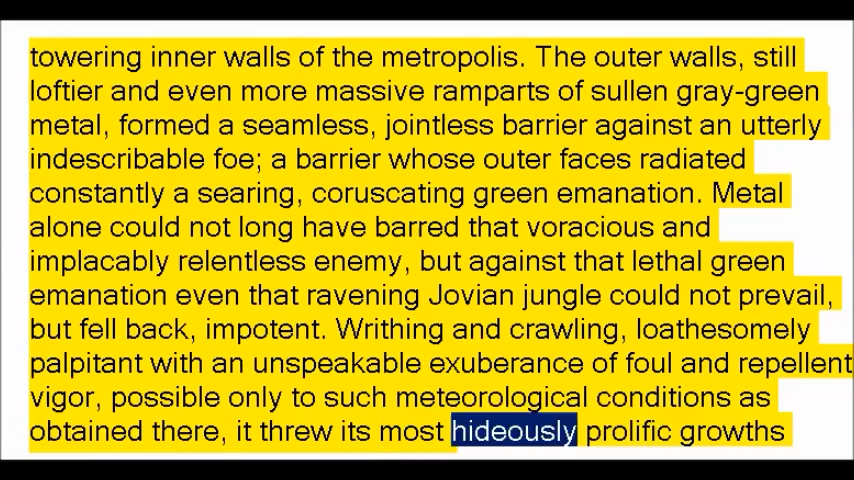 towering inner walls of the metropolis. The outer walls, still
loftier and even more massive ramparts of sullen gray-green
metal, formed a seamless, jointless barrier against an utterly
indescribable foe; a barrier whose outer faces radiated
constantly a searing, coruscating green emanation. Metal
alone could not long have barred that voracious and
implacably relentless enemy, but against that lethal green
emanation even that ravening Jovian jungle could not prevail,
but fell back, impotent. Writhing and crawling, loathesomely
palpitant with an unspeakable exuberance of foul and repellent
vigor, possible only to such meteorological conditions as
obtained there, it threw its most hideously prolific growths